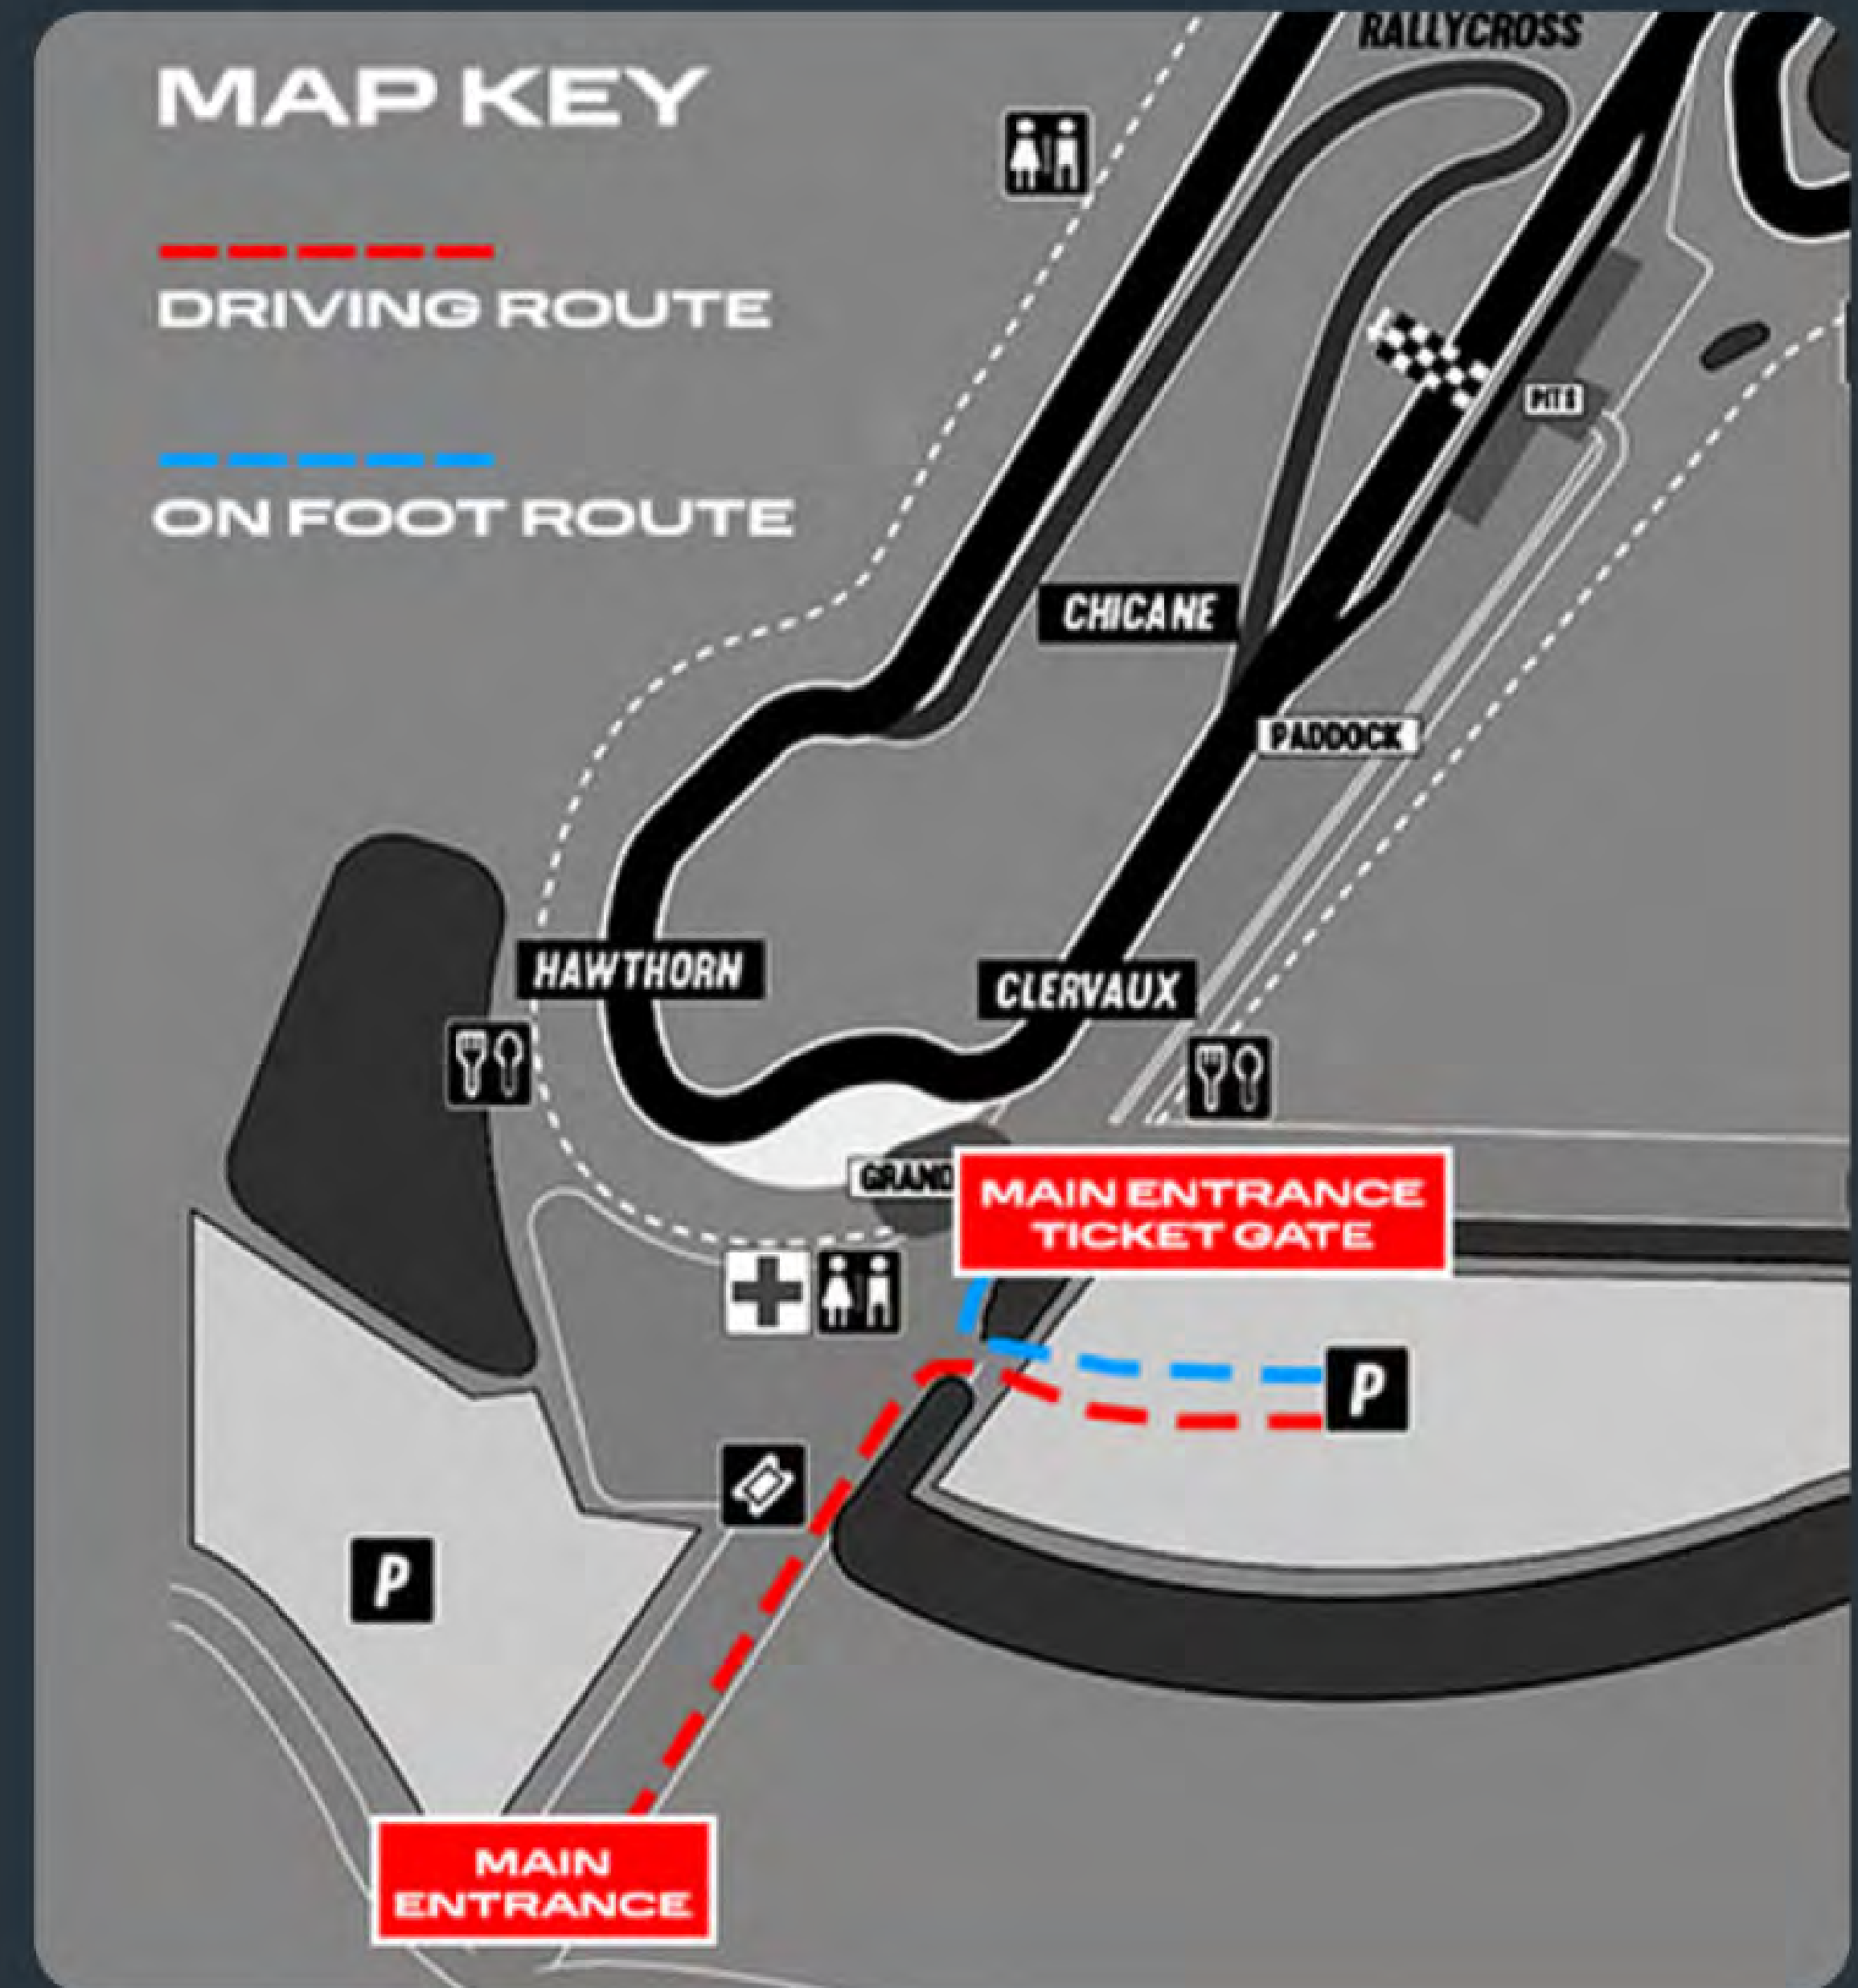 RALLYCROSS
MAP KEY
DRIVING ROUTE
PITS
ON FOOT ROUTE
CHICANE
PADDOCK
HAWTHORN
CLERVAUX
GRAND
MAIN ENTRANCE
TICKET GATE
P
P
MAIN
ENTRANCE